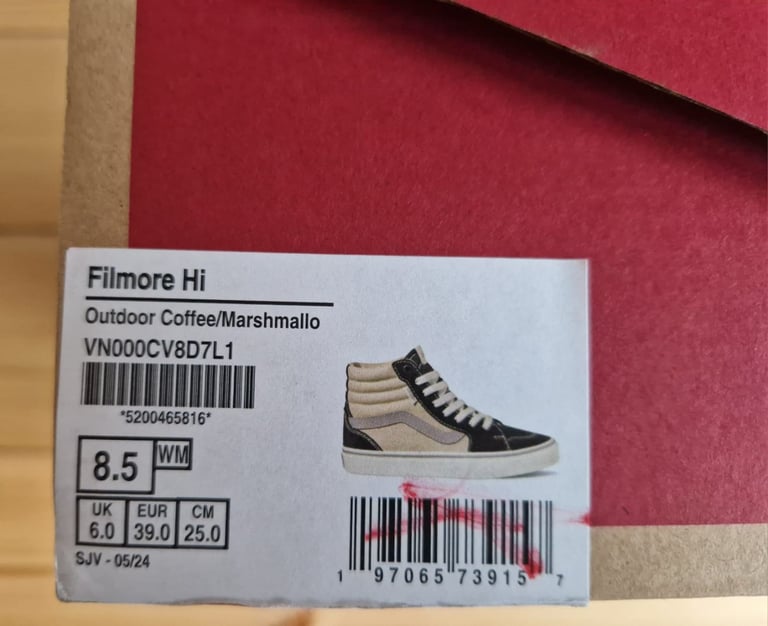 Filmore Hi
Outdoor Coffee/Marshmallo
VN000CV8D7L1
*5200465816*
8.5 WM
UK EUR CM
6.0 39.0 25.0
SJV - 05/24
1 97065 73915 7